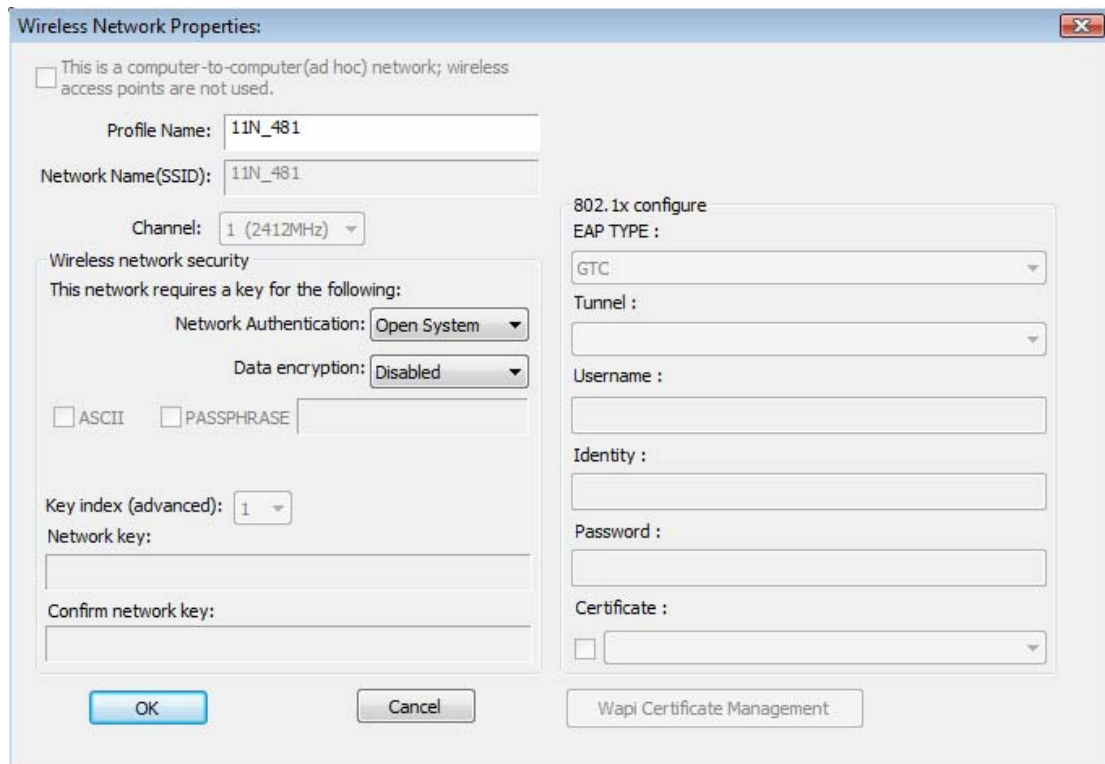 Wireless Network Properties:
This is a computer-to-computer(ad hoc) network; wireless
access points are not used.
Profile Name: 11N_481
Network Name(SSID): 11N_481
Channel: 1 (2412MHz)
Wireless network security
This network requires a key for the following:
Network Authentication: Open System
Data encryption: Disabled
ASCII PASSPHRASE
Key index (advanced): 1
Network key:
Confirm network key:
802.1x configure
EAP TYPE :
GTC
Tunnel :
Username :
Identity :
Password :
Certificate :
OK Cancel Wapi Certificate Management